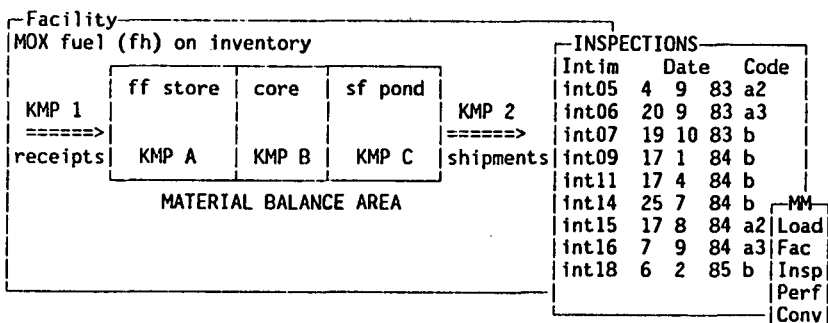 Facility
MOX fuel (fh) on inventory
ff store core sf pond
KMP 1 KMP 2
======> ======>
receipts KMP A KMP B KMP C shipments
MATERIAL BALANCE AREA
INSPECTIONS
Intim Date Code
int05 4 9 83 a2
int06 20 9 83 a3
int07 19 10 83 b
int09 17 1 84 b
int11 17 4 84 b
int14 25 7 84 b
int15 17 8 84 a2
int16 7 9 84 a3
int18 6 2 85 b
MM
Load
Fac
Insp
Perf
Conv